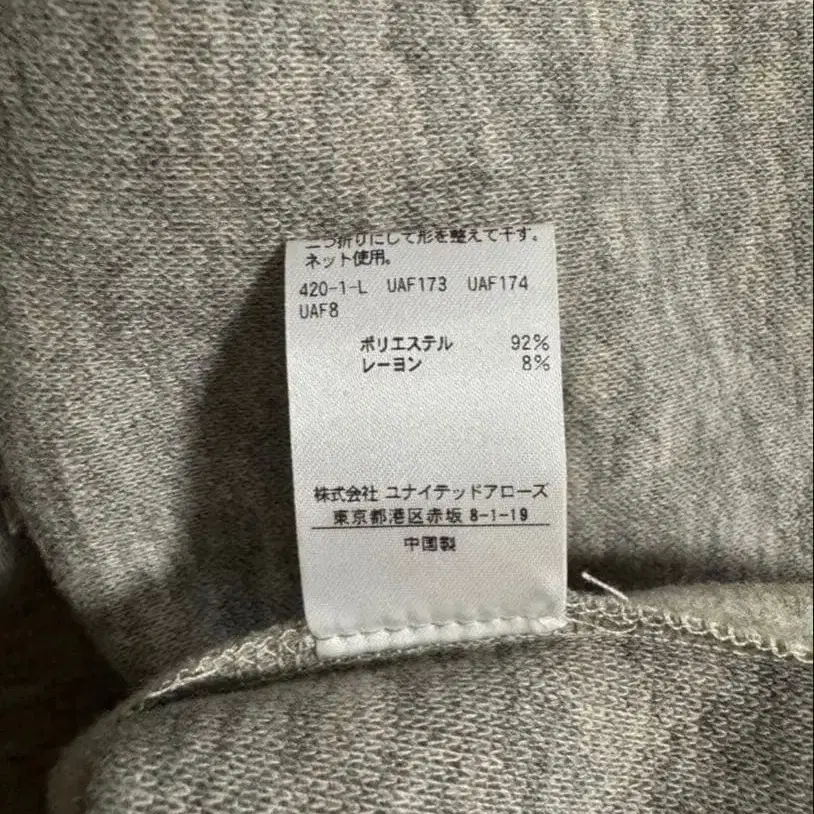 二つ折りにして形を整えて干す。
ネット使用。
420-1-L UAF173 UAF174
UAF8
ポリエステル 92%
レーヨン 8%
株式会社 ユナイテッドアローズ
東京都港区赤坂 8-1-19
中国製